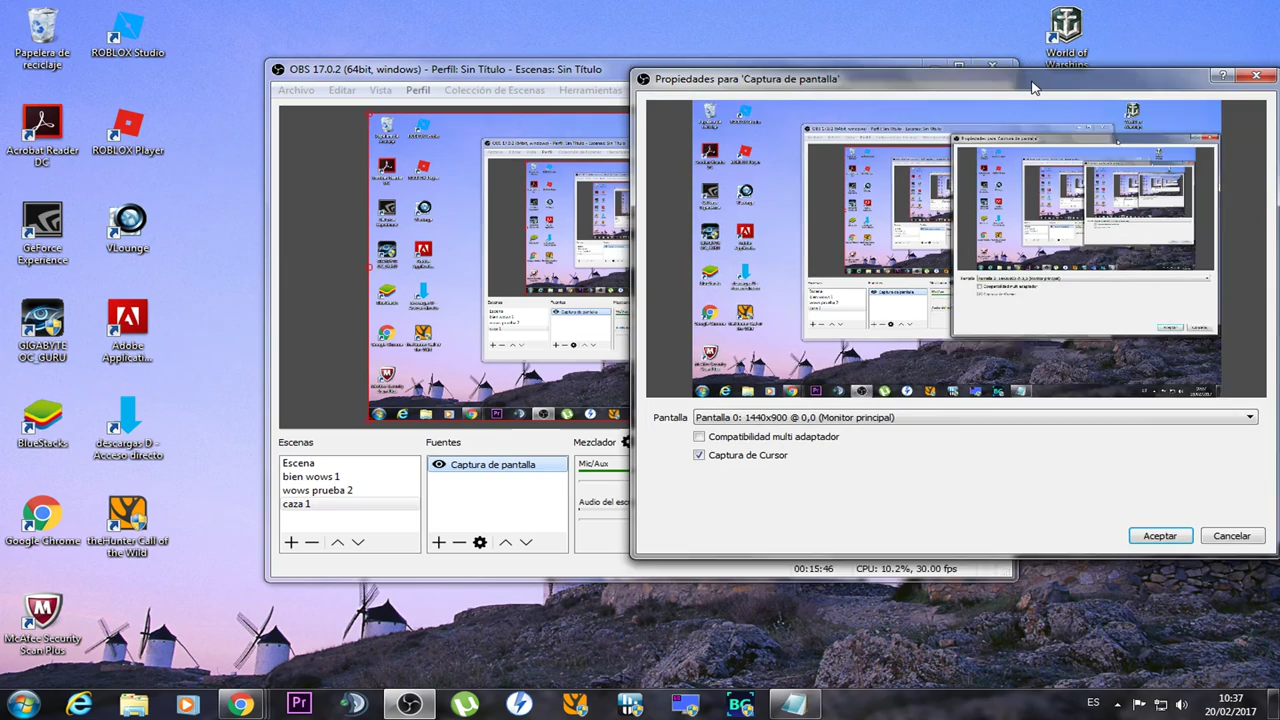 Papelera de
reciclaje
ROBLOX Studio
World of
Warships
Acrobat Reader
DC
ROBLOX Player
GeForce
Experience
VLounge
GIGABYTE
OC_GURU
Adobe
Applicati...
BlueStacks
descargas D -
Acceso directo
Google Chrome
theHunter Call of
the Wild
McAfee Security
Scan Plus
OBS 17.0.2 (64bit, windows) - Perfil: Sin Título - Escenas: Sin Título
Archivo Editar Vista Perfil Colección de Escenas Herramientas
Escenas
Escena
bien wows 1
wows prueba 2
caza 1
Fuentes
Captura de pantalla
Mezclador
Mic/Aux
Audio del esc
00:15:46 CPU: 10.2%, 30.00 fps
Propiedades para 'Captura de pantalla'
Pantalla Pantalla 0: 1440x900 @ 0,0 (Monitor principal)
Compatibilidad multi adaptador
Captura de Cursor
Aceptar Cancelar
Pr
BC
ES
10:37
20/02/2017